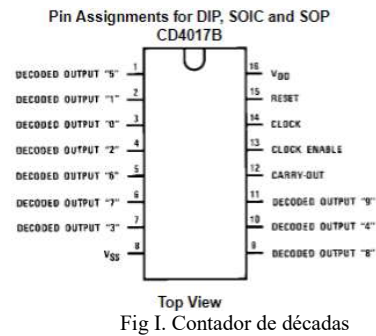 Pin Assignments for DIP, SOIC and SOP
CD4017B
DECODED OUTPUT "5" 1
DECODED OUTPUT "1" 2
DECODED OUTPUT "0" 3
DECODED OUTPUT "2" 4
DECODED OUTPUT "6" 5
DECODED OUTPUT "7" 6
DECODED OUTPUT "3" 7
VSS 8
16 VDD
15 RESET
14 CLOCK
13 CLOCK ENABLE
12 CARRY-OUT
11 DECODED OUTPUT "9"
10 DECODED OUTPUT "4"
9 DECODED OUTPUT "8"
Top View
Fig I. Contador de décadas